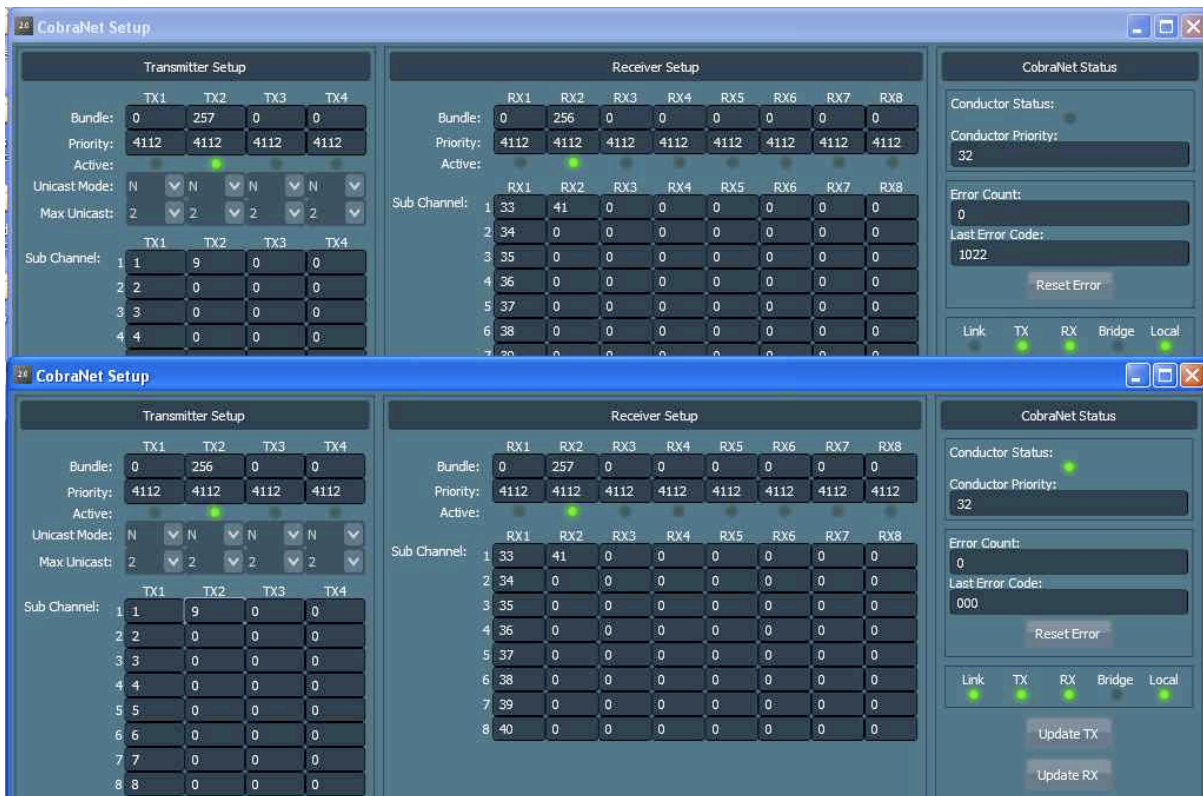 2.0 CobraNet Setup
Transmitter Setup Receiver Setup CobraNet Status
TX1 TX2 TX3 TX4 RX1 RX2 RX3 RX4 RX5 RX6 RX7 RX8
Conductor Status:
Bundle: 0 257 0 0 Bundle: 0 256 0 0 0 0 0 0
Conductor Priority:
Priority: 4112 4112 4112 4112 Priority: 4112 4112 4112 4112 4112 4112 4112 4112
32
Active: Active:
Unicast Mode: N N N N
RX1 RX2 RX3 RX4 RX5 RX6 RX7 RX8
Error Count:
Max Unicast: 2 2 2 2 Sub Channel: 1 33 41 0 0 0 0 0 0
0
2 34 0 0 0 0 0 0 0
Last Error Code:
TX1 TX2 TX3 TX4
1022
Sub Channel: 1 1 9 0 0 3 35 0 0 0 0 0 0 0
2 2 0 0 0 4 36 0 0 0 0 0 0 0
Reset Error
3 3 0 0 0 5 37 0 0 0 0 0 0 0
4 4 0 0 0 6 38 0 0 0 0 0 0 0
Link TX RX Bridge Local
7 39 0 0 0 0 0 0 0
2.0 CobraNet Setup
Transmitter Setup Receiver Setup CobraNet Status
TX1 TX2 TX3 TX4 RX1 RX2 RX3 RX4 RX5 RX6 RX7 RX8
Conductor Status:
Bundle: 0 256 0 0 Bundle: 0 257 0 0 0 0 0 0
Conductor Priority:
Priority: 4112 4112 4112 4112 Priority: 4112 4112 4112 4112 4112 4112 4112 4112
32
Active: Active:
Unicast Mode: N N N N
RX1 RX2 RX3 RX4 RX5 RX6 RX7 RX8
Error Count:
Max Unicast: 2 2 2 2 Sub Channel: 1 33 41 0 0 0 0 0 0
0
2 34 0 0 0 0 0 0 0
Last Error Code:
TX1 TX2 TX3 TX4
000
Sub Channel: 1 1 9 0 0 3 35 0 0 0 0 0 0 0
2 2 0 0 0 4 36 0 0 0 0 0 0 0
Reset Error
3 3 0 0 0 5 37 0 0 0 0 0 0 0
4 4 0 0 0 6 38 0 0 0 0 0 0 0
Link TX RX Bridge Local
5 5 0 0 0 7 39 0 0 0 0 0 0 0
6 6 0 0 0 8 40 0 0 0 0 0 0 0
Update TX
7 7 0 0 0
Update RX
8 8 0 0 0